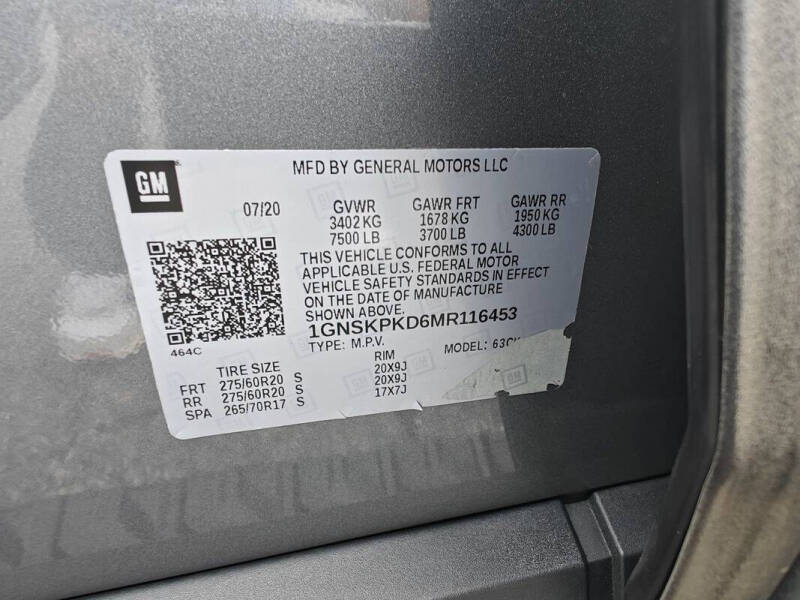 GM
MFD BY GENERAL MOTORS LLC
07/20 GVWR GAWR FRT GAWR RR
3402 KG 1678 KG 1950 KG
7500 LB 3700 LB 4300 LB
THIS VEHICLE CONFORMS TO ALL
APPLICABLE U.S. FEDERAL MOTOR
VEHICLE SAFETY STANDARDS IN EFFECT
ON THE DATE OF MANUFACTURE
SHOWN ABOVE.
1GNSKPKD6MR116453
464C
TYPE: M.P.V. MODEL:
TIRE SIZE RIM
FRT 275/60R20 S 20X9J
RR 275/60R20 S 20X9J
SPA 265/70R17 S 17X7J